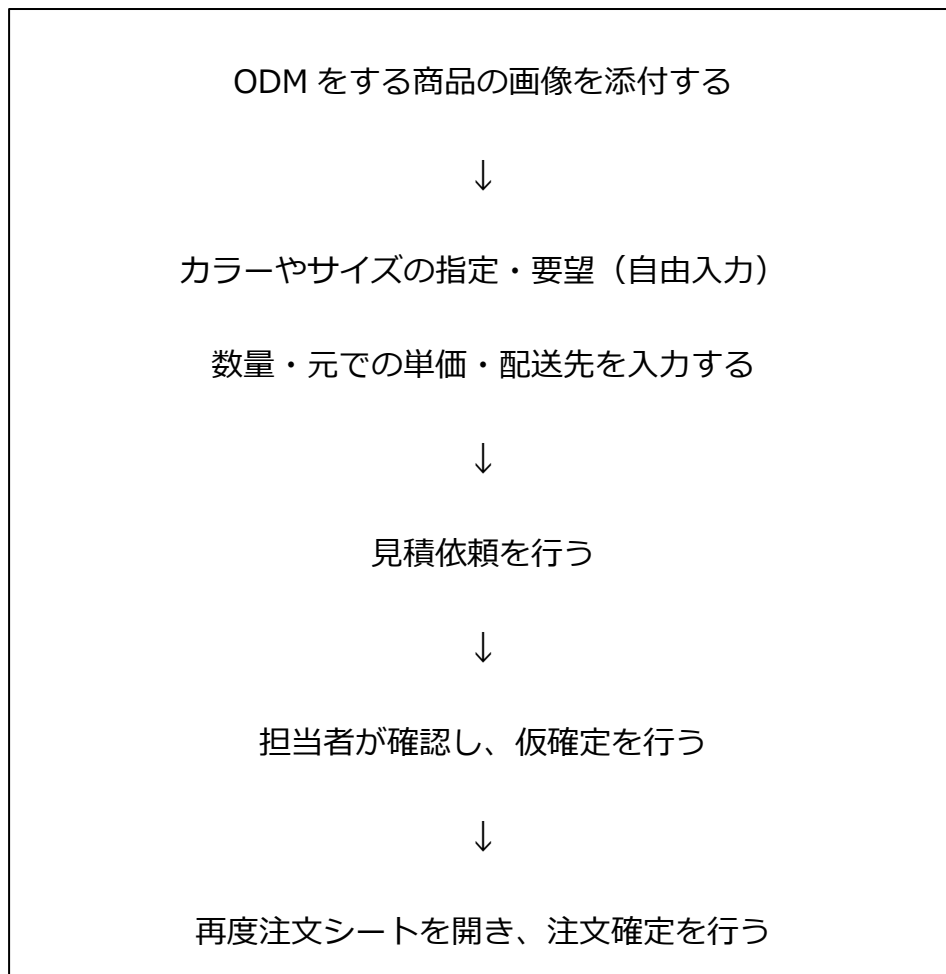 ODM をする商品の画像を添付する
↓
カラーやサイズの指定・要望（自由入力）
数量・元での単価・配送先を入力する
↓
見積依頼を行う
↓
担当者が確認し、仮確定を行う
↓
再度注文シートを開き、注文確定を行う